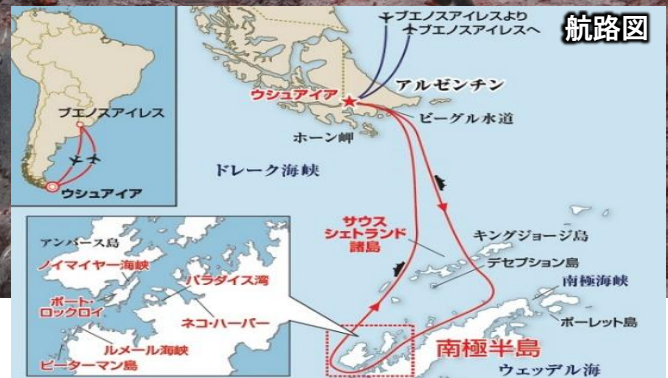 航路図
ブエノスアイレスより
ブエノスアイレスへ
アルゼンチン
ウシュアイア
ビーグル水道
ホーン岬
ドレーク海峡
ブエノスアイレス
ウシュアイア
サウス
シェトランド
諸島
キングジョージ島
デセプション島
南極海峡
ポーレット島
南極半島
ウェッデル海
アンバース島
ノイマイヤー海峡
パラダイス湾
ポート・
ロックロイ
ネコ・ハーバー
ルメール海峡
ピーターマン島